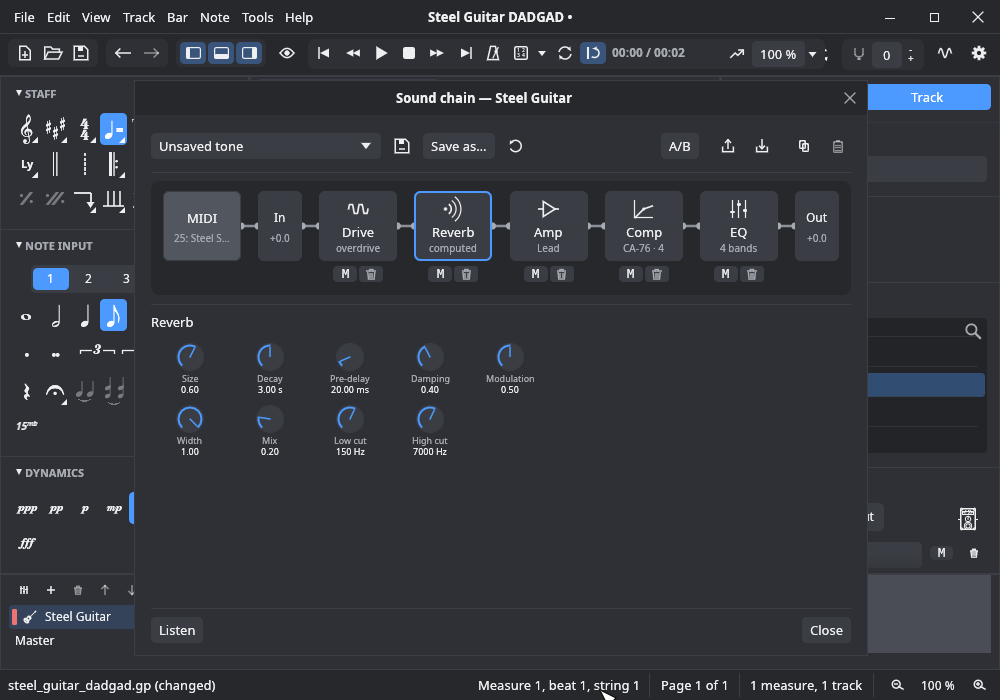 File Edit View Track Bar Note Tools Help
Steel Guitar DADGAD •
00:00 / 00:02
100 %
0
STAFF
Sound chain — Steel Guitar
Track
Unsaved tone
Save as...
A/B
Ly
MIDI
25: Steel S...
In
+0.0
Drive
overdrive
Reverb
computed
Amp
Lead
Comp
CA-76 · 4
EQ
4 bands
Out
+0.0
M
M
M
M
M
NOTE INPUT
1 2 3
Reverb
3
Size
0.60
Decay
3.00 s
Pre-delay
20.00 ms
Damping
0.40
Modulation
0.50
Width
1.00
Mix
0.20
Low cut
150 Hz
High cut
7000 Hz
15mb
DYNAMICS
ppp pp p mp
fff
M
Steel Guitar
Master
Listen
Close
steel_guitar_dadgad.gp (changed)
Measure 1, beat 1, string 1
Page 1 of 1
1 measure, 1 track
100 %